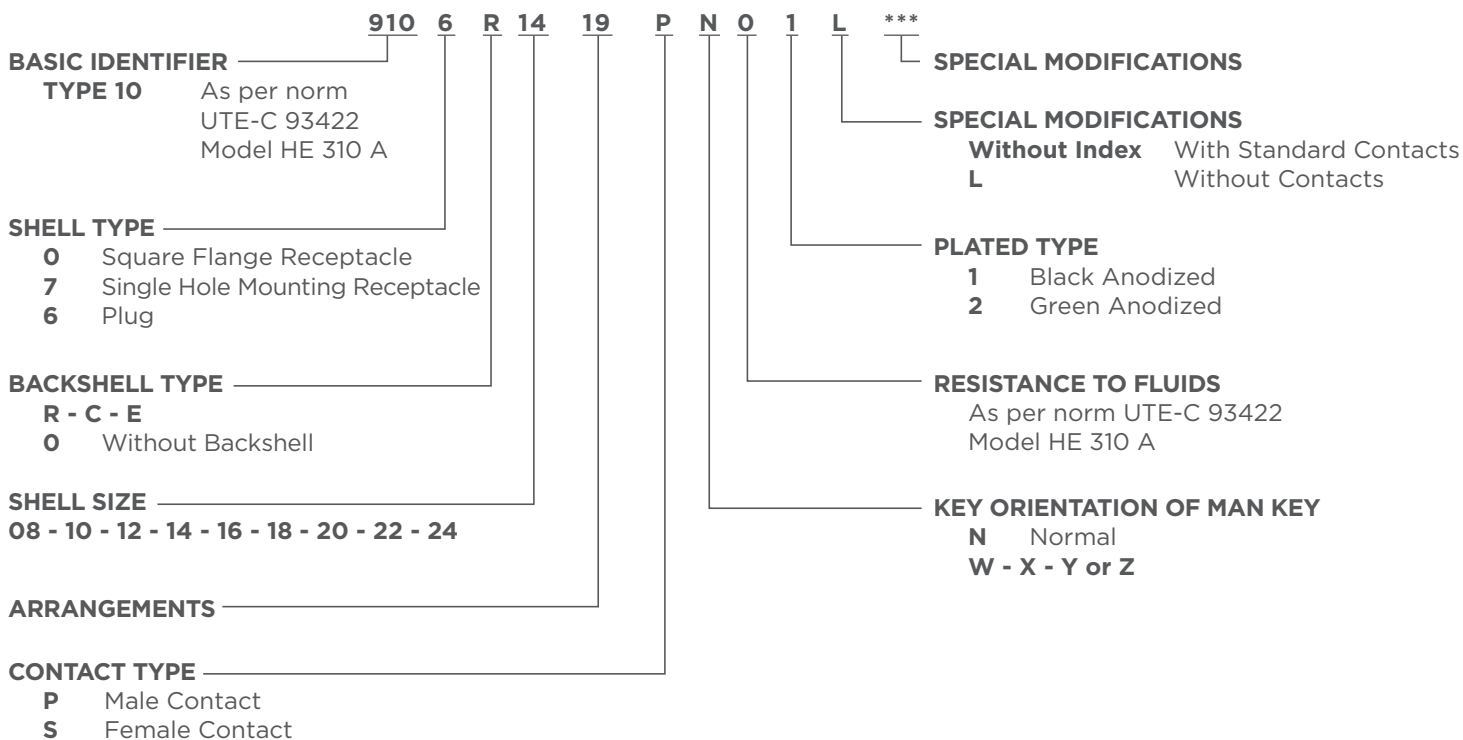 910 6 R 14 19 P N 0 1 L ***
BASIC IDENTIFIER
TYPE 10 As per norm
UTE-C 93422
Model HE 310 A
SHELL TYPE
0 Square Flange Receptacle
7 Single Hole Mounting Receptacle
6 Plug
BACKSHELL TYPE
R - C - E
0 Without Backshell
SHELL SIZE
08 - 10 - 12 - 14 - 16 - 18 - 20 - 22 - 24
ARRANGEMENTS
CONTACT TYPE
P Male Contact
S Female Contact
SPECIAL MODIFICATIONS
SPECIAL MODIFICATIONS
Without Index With Standard Contacts
L Without Contacts
PLATED TYPE
1 Black Anodized
2 Green Anodized
RESISTANCE TO FLUIDS
As per norm UTE-C 93422
Model HE 310 A
KEY ORIENTATION OF MAN KEY
N Normal
W - X - Y or Z